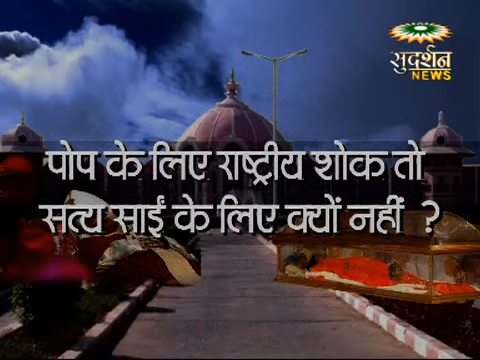 सुदर्शन
NEWS
पोप के लिए राष्ट्रीय शोक तो
सत्य साईं के लिए क्यों नहीं ?